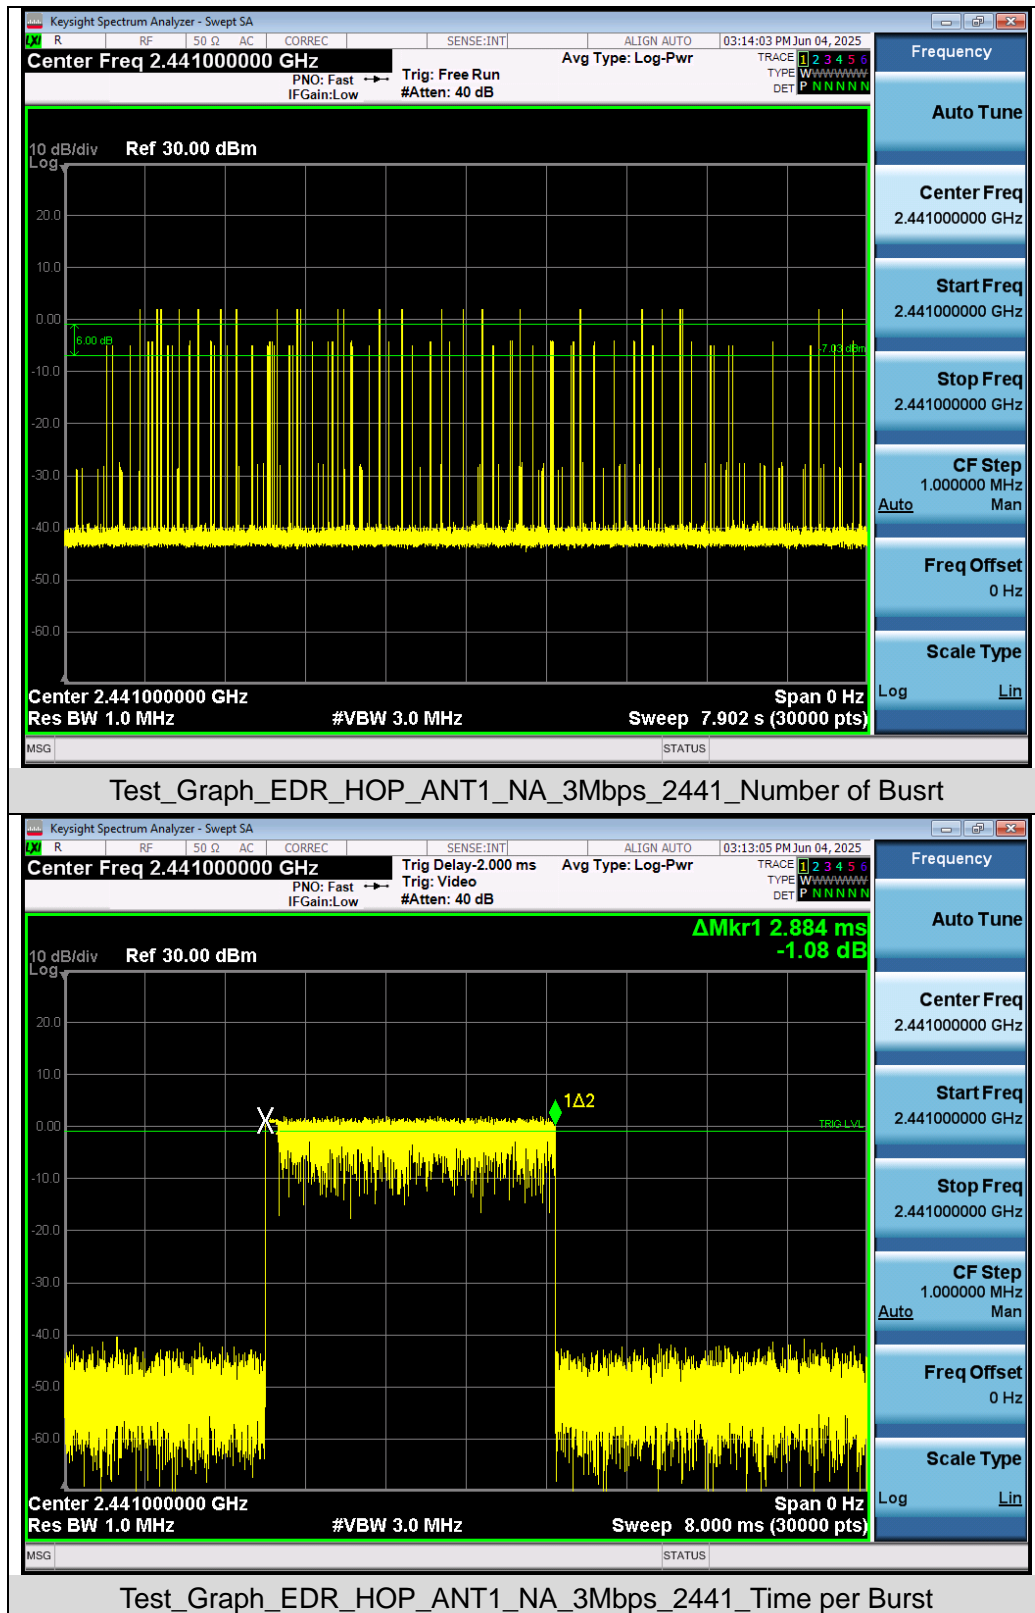 Keysight Spectrum Analyzer - Swept SA
LXI R RF 50 Ω AC CORREC SENSE:INT ALIGN AUTO 03:14:03 PM Jun 04, 2025
Center Freq 2.441000000 GHz Avg Type: Log-Pwr TRACE 1 2 3 4 5 6
PNO: Fast Trig: Free Run TYPE WWWWWW
IFGain:Low #Atten: 40 dB DET P N N N N N
Frequency
Auto Tune
10 dB/div Ref 30.00 dBm
Log
20.0
10.0
0.00
6.00 dB
-7.03 dBm
-10.0
-20.0
-30.0
-40.0
-50.0
-60.0
Center 2.441000000 GHz Span 0 Hz
Res BW 1.0 MHz #VBW 3.0 MHz Sweep 7.902 s (30000 pts)
MSG STATUS
Center Freq
2.441000000 GHz
Start Freq
2.441000000 GHz
Stop Freq
2.441000000 GHz
CF Step
1.000000 MHz
Auto Man
Freq Offset
0 Hz
Scale Type
Log Lin
Test_Graph_EDR_HOP_ANT1_NA_3Mbps_2441_Number of Busrt
Keysight Spectrum Analyzer - Swept SA
LXI R RF 50 Ω AC CORREC SENSE:INT ALIGN AUTO 03:13:05 PM Jun 04, 2025
Center Freq 2.441000000 GHz Trig Delay-2.000 ms Avg Type: Log-Pwr TRACE 1 2 3 4 5 6
PNO: Fast Trig: Video TYPE WWWWWW
IFGain:Low #Atten: 40 dB DET P N N N N N
Frequency
Auto Tune
ΔMkr1 2.884 ms
-1.08 dB
10 dB/div Ref 30.00 dBm
Log
20.0
10.0
1Δ2
0.00
TRIG LVL
-10.0
-20.0
-30.0
-40.0
-50.0
-60.0
Center 2.441000000 GHz Span 0 Hz
Res BW 1.0 MHz #VBW 3.0 MHz Sweep 8.000 ms (30000 pts)
MSG STATUS
Center Freq
2.441000000 GHz
Start Freq
2.441000000 GHz
Stop Freq
2.441000000 GHz
CF Step
1.000000 MHz
Auto Man
Freq Offset
0 Hz
Scale Type
Log Lin
Test_Graph_EDR_HOP_ANT1_NA_3Mbps_2441_Time per Burst